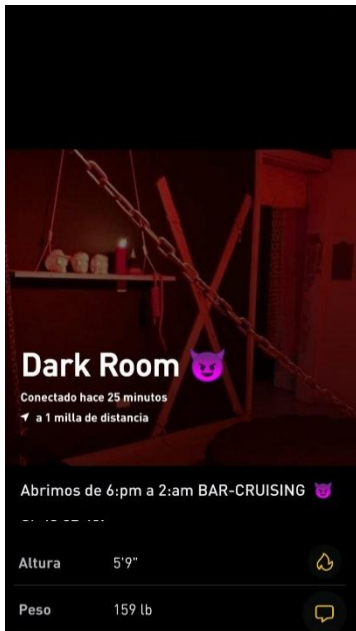 Dark Room 😈
Conectado hace 25 minutos
a 1 milla de distancia
Abrimos de 6:pm a 2:am BAR-CRUISING 😈
Altura 5'9"
Peso 159 lb